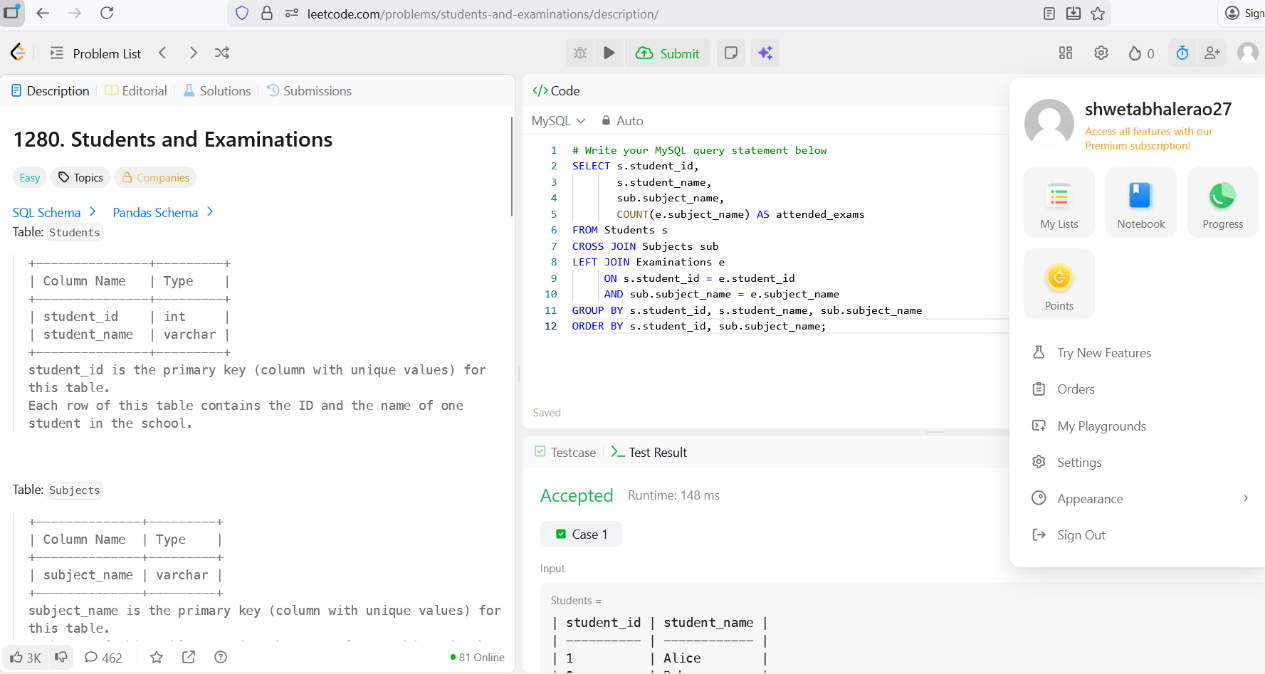 leetcode.com/problems/students-and-examinations/description/
Sign
Problem List
Submit
0
Description
Editorial
Solutions
Submissions
1280. Students and Examinations
Easy
Topics
Companies
SQL Schema
Pandas Schema
Table: Students
+---------------+---------+
| Column Name   | Type    |
+---------------+---------+
| student_id    | int     |
| student_name  | varchar |
+---------------+---------+
student_id is the primary key (column with unique values) for
this table.
Each row of this table contains the ID and the name of one
student in the school.
Table: Subjects
+--------------+---------+
| Column Name  | Type    |
+--------------+---------+
| subject_name | varchar |
+--------------+---------+
subject_name is the primary key (column with unique values) for
this table.
3K
462
81 Online
</> Code
MySQL
Auto
1 # Write your MySQL query statement below
2 SELECT s.student_id,
3        s.student_name,
4        sub.subject_name,
5        COUNT(e.subject_name) AS attended_exams
6 FROM Students s
7 CROSS JOIN Subjects sub
8 LEFT JOIN Examinations e
9      ON s.student_id = e.student_id
10     AND sub.subject_name = e.subject_name
11 GROUP BY s.student_id, s.student_name, sub.subject_name
12 ORDER BY s.student_id, sub.subject_name;
Saved
Testcase
Test Result
Accepted
Runtime: 148 ms
Case 1
Input
Students =
| student_id | student_name |
| ---------- | ------------ |
| 1          | Alice        |
shwetabhalerao27
Access all features with our
Premium subscription!
My Lists
Notebook
Progress
Points
Try New Features
Orders
My Playgrounds
Settings
Appearance
Sign Out